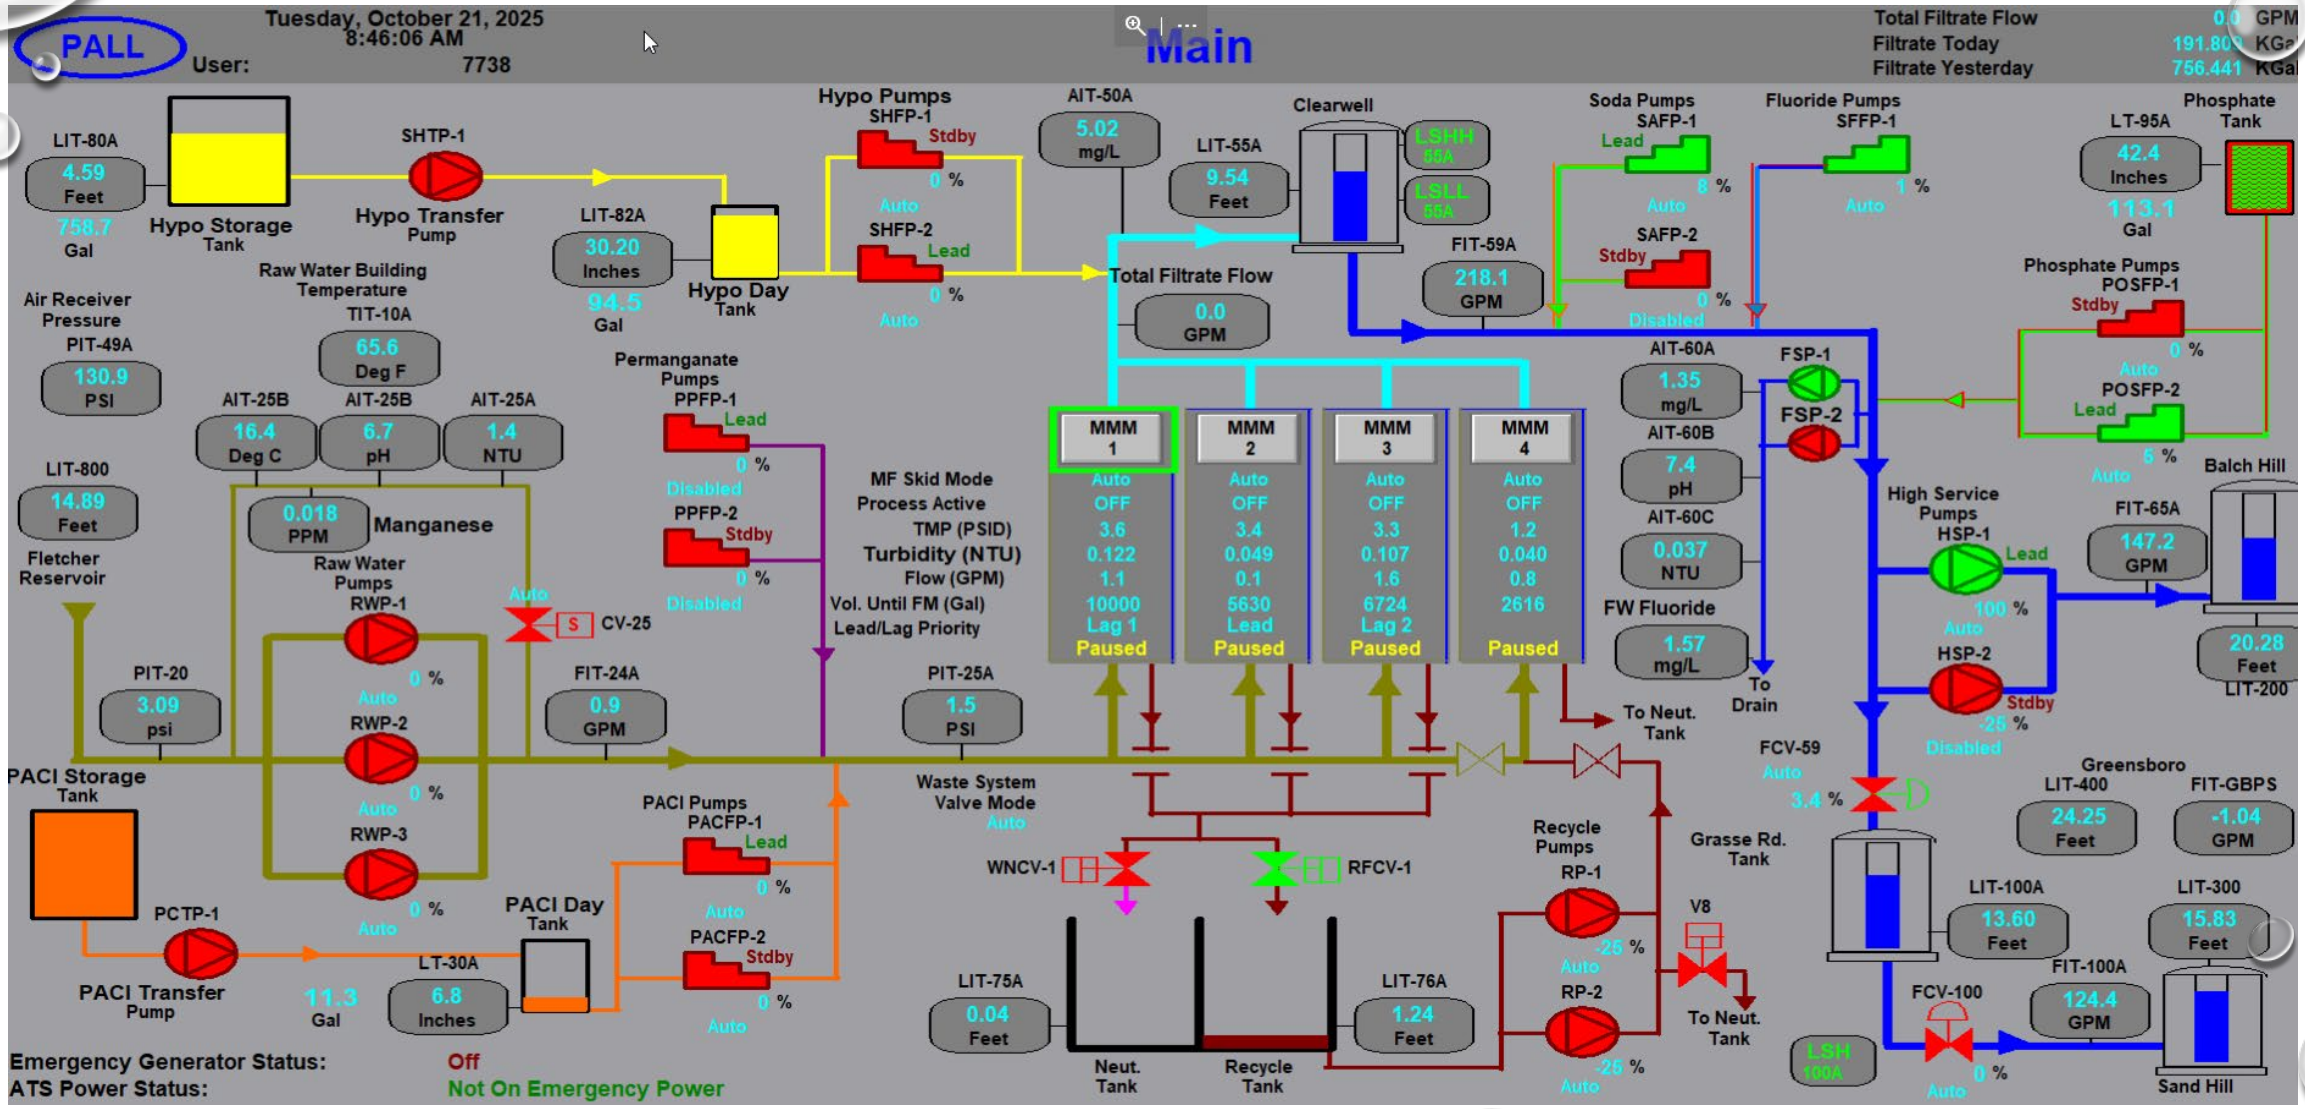 Tuesday, October 21, 2025
8:46:06 AM
PALL
User: 7738
Main
Total Filtrate Flow 0.0 GPM
Filtrate Today 191.80 KGal
Filtrate Yesterday 756.441 KGal
LIT-80A
4.59
Feet
758.7
Gal
Hypo Storage
Tank
SHTP-1
Hypo Transfer
Pump
LIT-82A
30.20
Inches
94.5
Gal
Hypo Day
Tank
Hypo Pumps
SHFP-1
Stdby
0 %
Auto
SHFP-2
Lead
0 %
Auto
AIT-50A
5.02
mg/L
Clearwell
LIT-55A
9.54
Feet
LSHH
55A
LSLL
55A
Total Filtrate Flow
0.0
GPM
FIT-59A
218.1
GPM
Soda Pumps
SAFP-1
Lead
8 %
Auto
SAFP-2
Stdby
0 %
Disabled
Fluoride Pumps
SFFP-1
1 %
Auto
Phosphate
Tank
LT-95A
42.4
Inches
113.1
Gal
Phosphate Pumps
POSFP-1
Stdby
0 %
Auto
POSFP-2
Lead
5 %
Auto
Air Receiver
Pressure
PIT-49A
130.9
PSI
Raw Water Building
Temperature
TIT-10A
65.6
Deg F
AIT-25B
16.4
Deg C
AIT-25B
6.7
pH
AIT-25A
1.4
NTU
0.018
PPM
Manganese
LIT-800
14.89
Feet
Fletcher
Reservoir
Raw Water
Pumps
RWP-1
0 %
Auto
RWP-2
0 %
Auto
RWP-3
0 %
Auto
Auto
S
CV-25
PIT-20
3.09
psi
FIT-24A
0.9
GPM
Permanganate
Pumps
PPFP-1
Lead
0 %
Disabled
PPFP-2
Stdby
0 %
Disabled
PIT-25A
1.5
PSI
MMM 1 MMM 2 MMM 3 MMM 4
MF Skid Mode Auto Auto Auto Auto
Process Active OFF OFF OFF OFF
TMP (PSID) 3.6 3.4 3.3 1.2
Turbidity (NTU) 0.122 0.049 0.107 0.040
Flow (GPM) 1.1 0.1 1.6 0.8
Vol. Until FM (Gal) 10000 5630 6724 2616
Lead/Lag Priority Lag 1 Lead Lag 2
Paused Paused Paused Paused
AIT-60A
1.35
mg/L
AIT-60B
7.4
pH
AIT-60C
0.037
NTU
FW Fluoride
1.57
mg/L
FSP-1
FSP-2
To
Drain
To Neut.
Tank
High Service
Pumps
HSP-1
Lead
100 %
Auto
HSP-2
Stdby
-25 %
Disabled
Balch Hill
FIT-65A
147.2
GPM
20.28
Feet
LIT-200
FCV-59
Auto
3.4 %
Greensboro
LIT-400
24.25
Feet
FIT-GBPS
-1.04
GPM
Grasse Rd.
Tank
LIT-100A
13.60
Feet
LIT-300
15.83
Feet
FIT-100A
124.4
GPM
FCV-100
0 %
Auto
LSH
100A
Sand Hill
PACI Storage
Tank
PCTP-1
PACI Transfer
Pump
11.3
Gal
LT-30A
6.8
Inches
PACI Day
Tank
PACI Pumps
PACFP-1
Lead
0 %
Auto
PACFP-2
Stdby
0 %
Auto
Waste System
Valve Mode
Auto
WNCV-1
RFCV-1
LIT-75A
0.04
Feet
LIT-76A
1.24
Feet
Neut.
Tank
Recycle
Tank
Recycle
Pumps
RP-1
-25 %
Auto
RP-2
-25 %
Auto
V8
To Neut.
Tank
Emergency Generator Status: Off
ATS Power Status: Not On Emergency Power